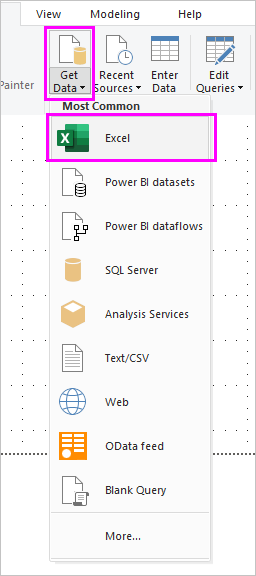 View Modeling Help
Painter
Get Data
Recent Sources
Enter Data
Edit Queries
Most Common
Excel
Power BI datasets
Power BI dataflows
SQL Server
Analysis Services
Text/CSV
Web
OData feed
Blank Query
More...